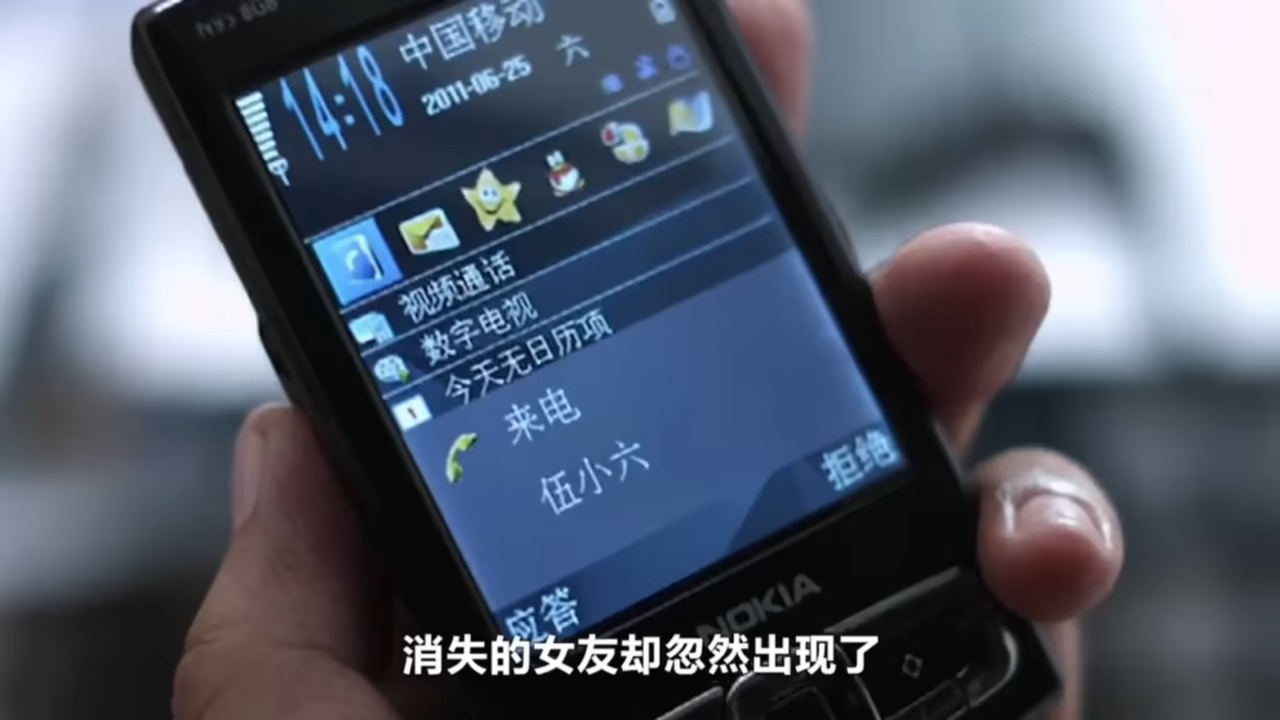 N95 8GB
中国移动
14:18
2011-06-25 六
视频通话
数字电视
今天无日历项
来电
伍小六
应答 拒绝
NOKIA
消失的女友却忽然出现了